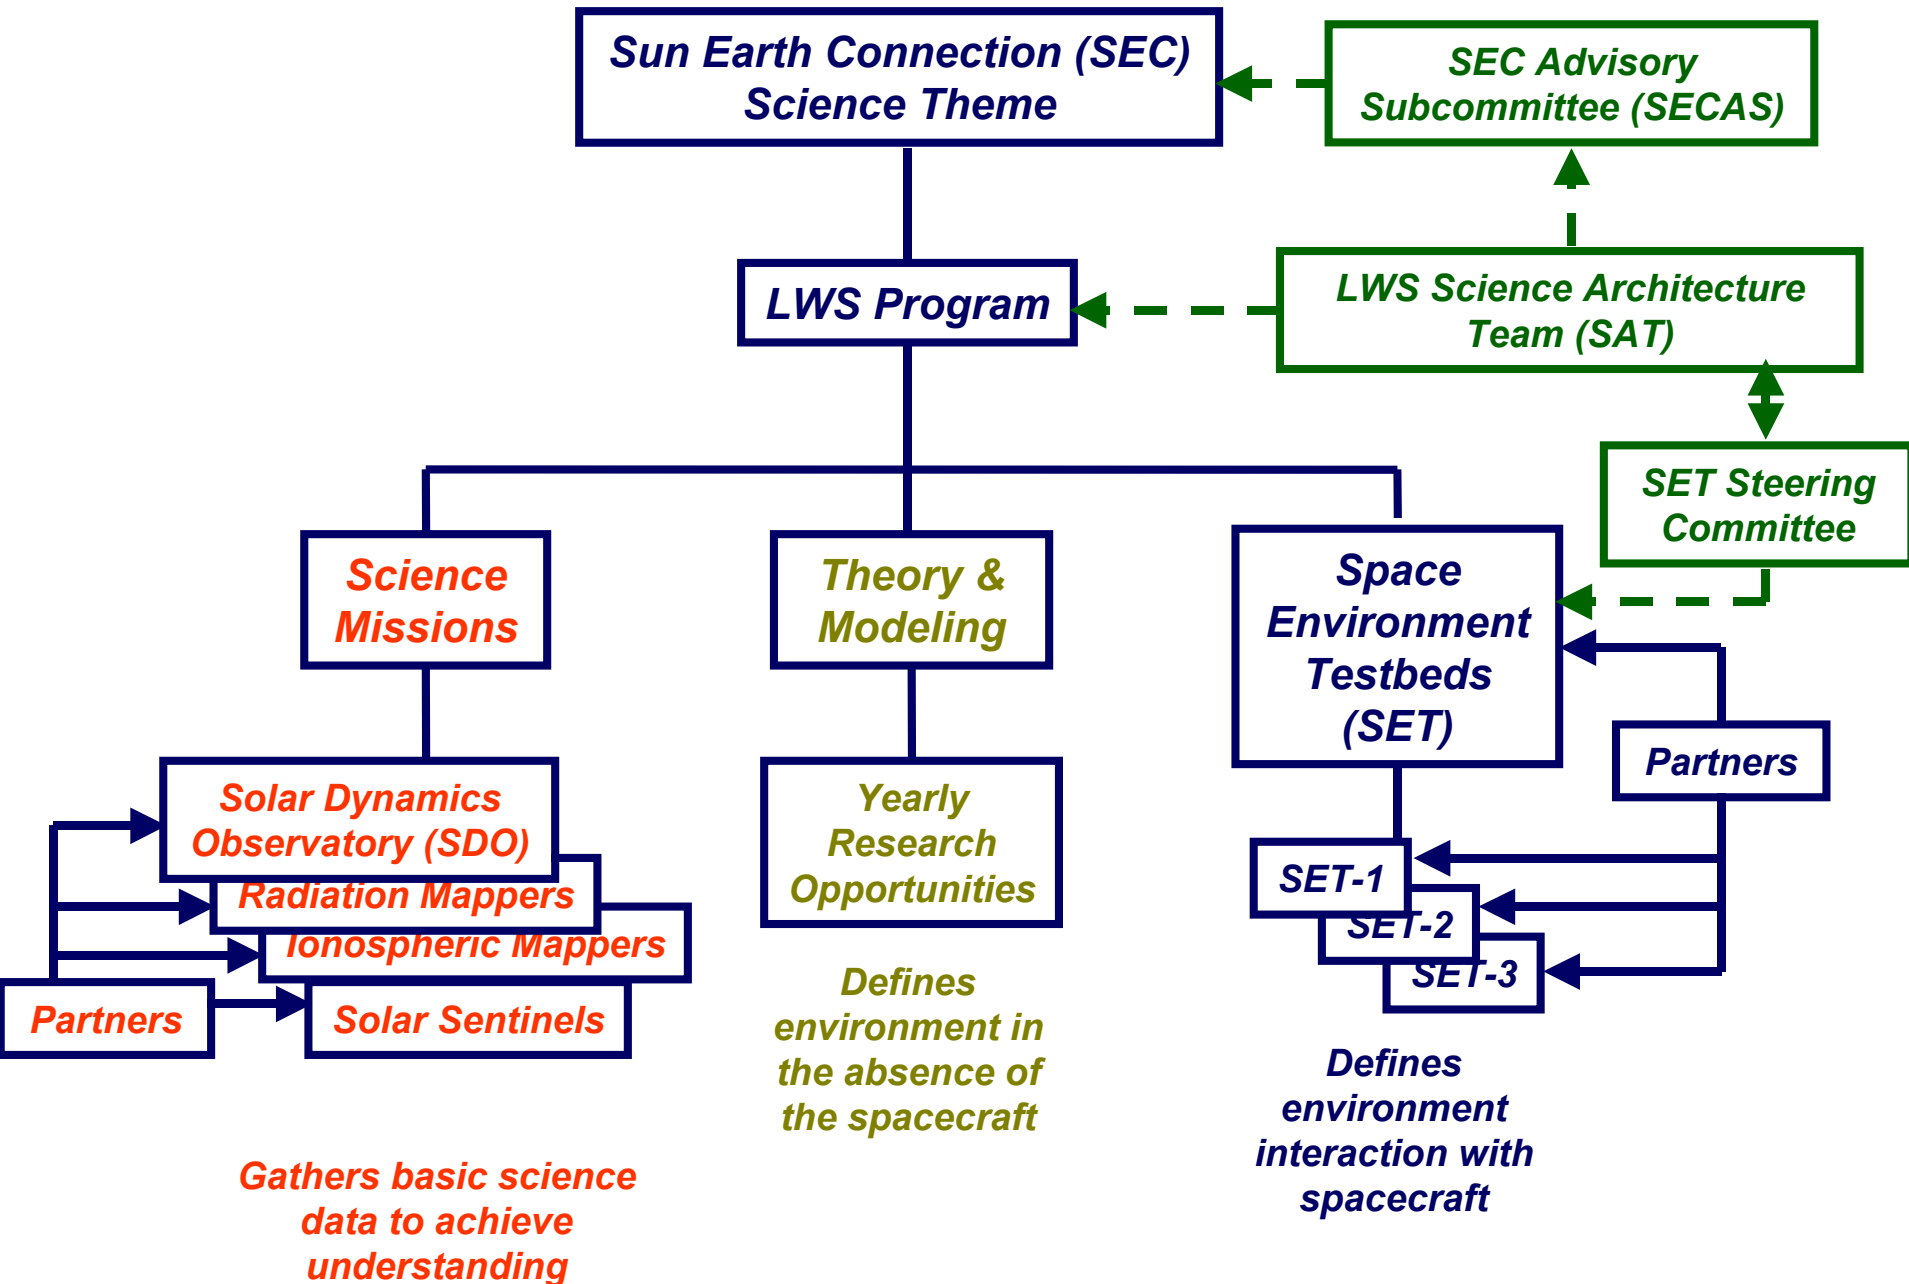 Sun Earth Connection (SEC)
Science Theme
SEC Advisory
Subcommittee (SECAS)
LWS Program
LWS Science Architecture
Team (SAT)
SET Steering
Committee
Science
Missions
Theory &
Modeling
Space
Environment
Testbeds
(SET)
Partners
Solar Dynamics
Observatory (SDO)
Radiation Mappers
Ionospheric Mappers
Solar Sentinels
Partners
Yearly
Research
Opportunities
SET-1
SET-2
SET-3
Gathers basic science
data to achieve
understanding
Defines
environment in
the absence of
the spacecraft
Defines
environment
interaction with
spacecraft